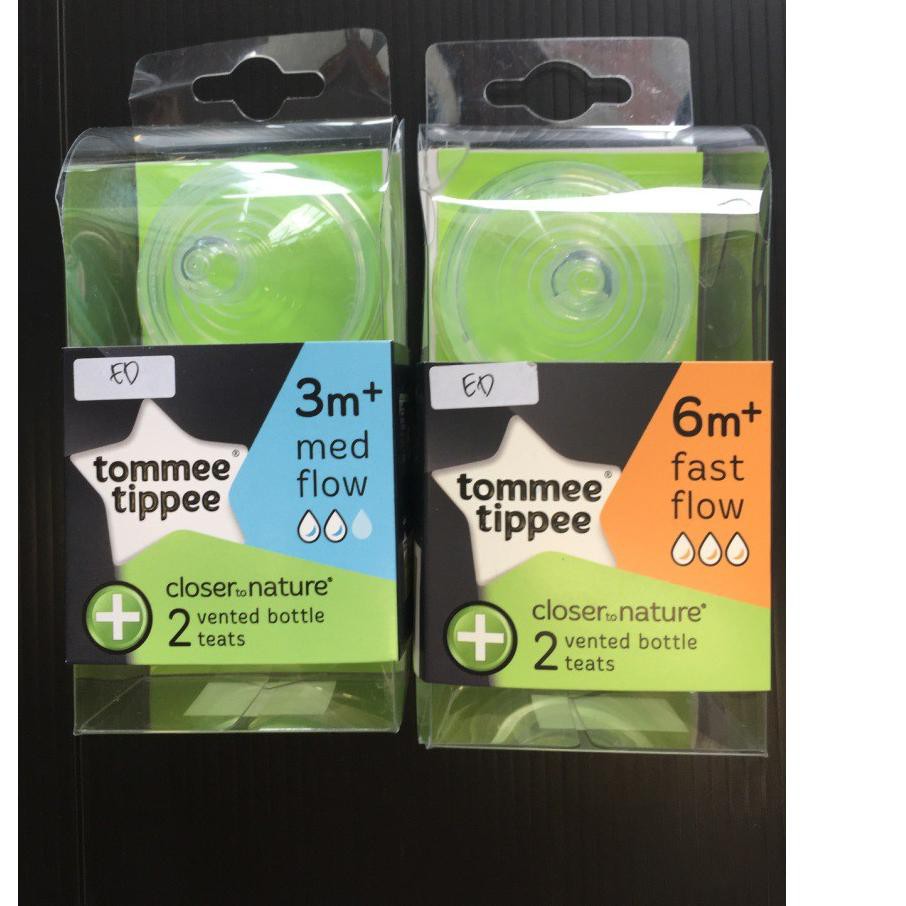 ED
3m+
med
flow
tommee®
tippee
closer to nature®
2 vented bottle
teats
ED
6m+
fast
flow
tommee®
tippee
closer to nature®
2 vented bottle
teats